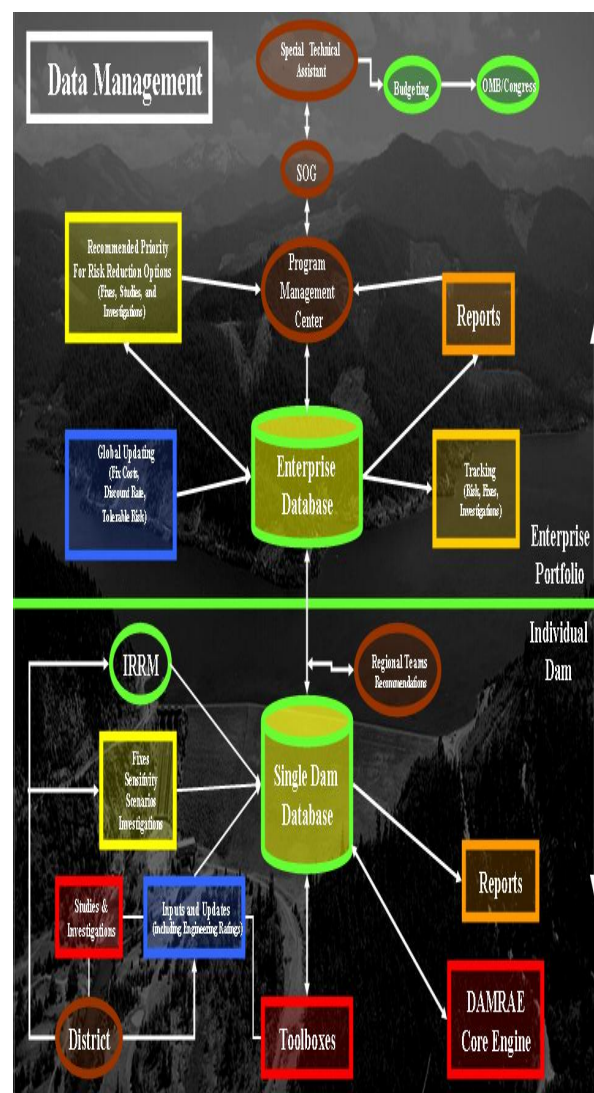 Data Management
Special Technical
Assistant
Budgeting
OMB/Congress
SOG
Recommended Priority
For Risk Reduction Options
(Fixes, Studies, and
Investigations)
Program
Management
Center
Reports
Global Updating
(Fix Costs,
Discount Rate,
Tolerable Risk)
Enterprise
Database
Tracking
(Risk, Fixes,
Investigations)
Enterprise
Portfolio
Individual
Dam
IRRM
Regional Teams
Recommendations
Fixes
Sensitivity
Scenarios
Investigations
Single Dam
Database
Reports
Studies &
Investigations
Inputs and Updates
(including Engineering Ratings)
District
Toolboxes
DAMRAE
Core Engine